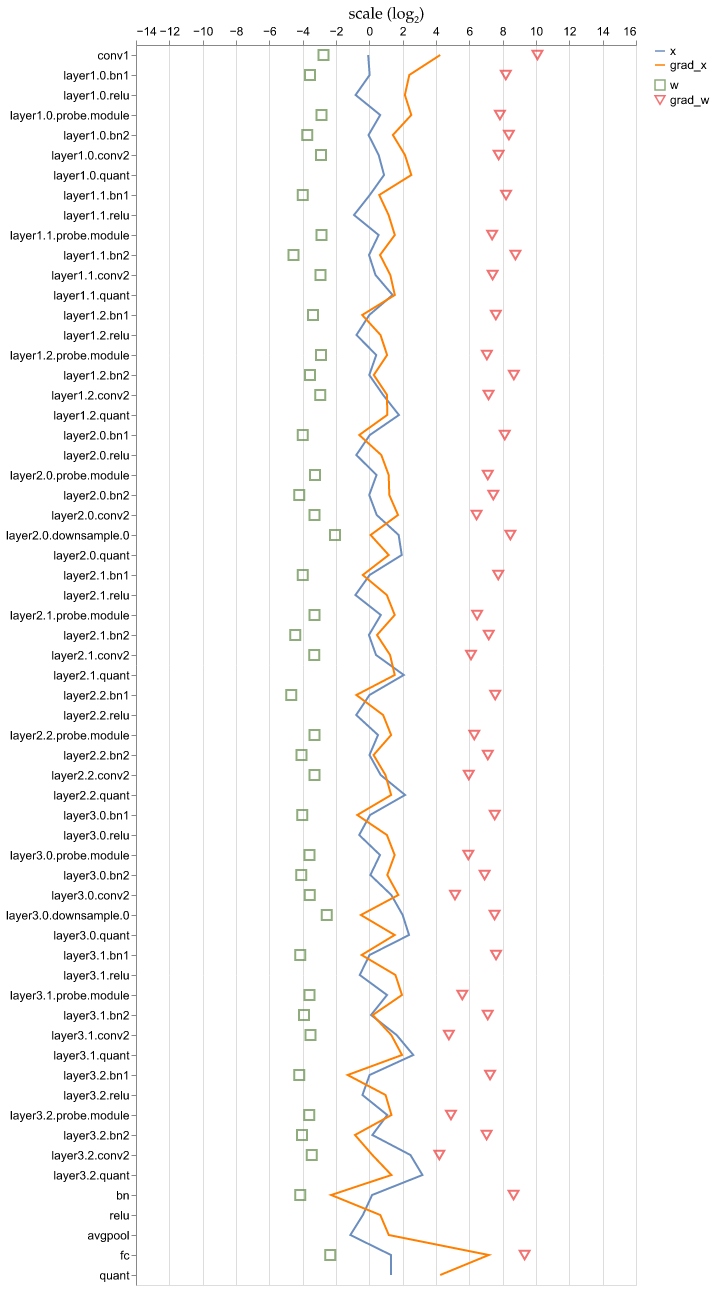 scale (log2)
−14 −12 −10 −8 −6 −4 −2 0 2 4 6 8 10 12 14 16
x
grad_x
w
grad_w
conv1
layer1.0.bn1
layer1.0.relu
layer1.0.probe.module
layer1.0.bn2
layer1.0.conv2
layer1.0.quant
layer1.1.bn1
layer1.1.relu
layer1.1.probe.module
layer1.1.bn2
layer1.1.conv2
layer1.1.quant
layer1.2.bn1
layer1.2.relu
layer1.2.probe.module
layer1.2.bn2
layer1.2.conv2
layer1.2.quant
layer2.0.bn1
layer2.0.relu
layer2.0.probe.module
layer2.0.bn2
layer2.0.conv2
layer2.0.downsample.0
layer2.0.quant
layer2.1.bn1
layer2.1.relu
layer2.1.probe.module
layer2.1.bn2
layer2.1.conv2
layer2.1.quant
layer2.2.bn1
layer2.2.relu
layer2.2.probe.module
layer2.2.bn2
layer2.2.conv2
layer2.2.quant
layer3.0.bn1
layer3.0.relu
layer3.0.probe.module
layer3.0.bn2
layer3.0.conv2
layer3.0.downsample.0
layer3.0.quant
layer3.1.bn1
layer3.1.relu
layer3.1.probe.module
layer3.1.bn2
layer3.1.conv2
layer3.1.quant
layer3.2.bn1
layer3.2.relu
layer3.2.probe.module
layer3.2.bn2
layer3.2.conv2
layer3.2.quant
bn
relu
avgpool
fc
quant